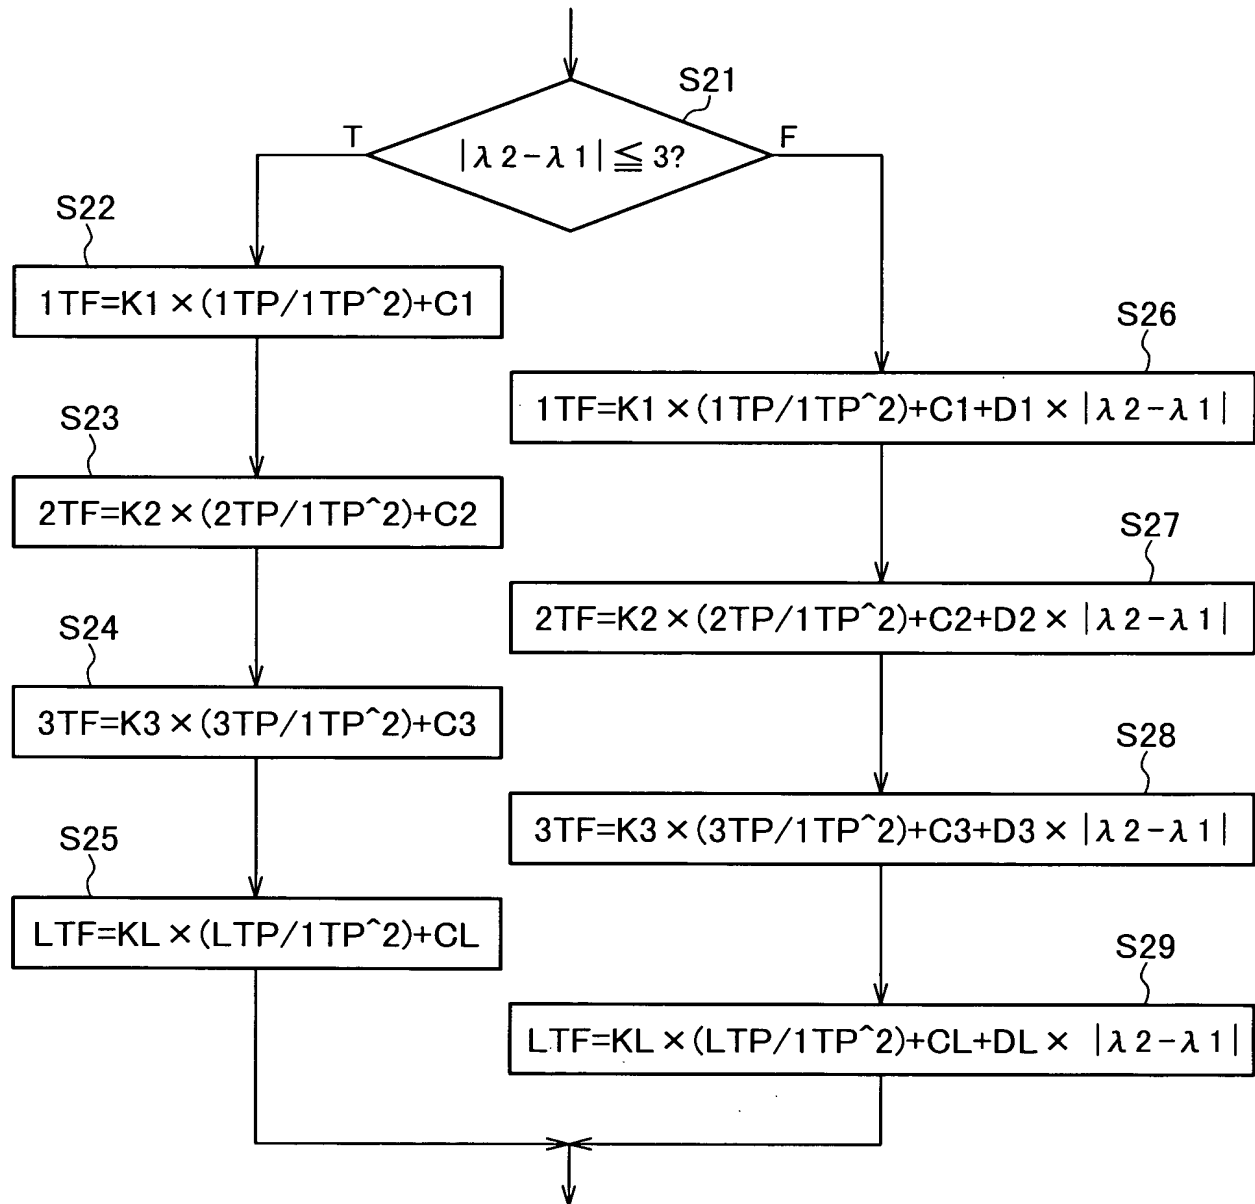 S21
T
|λ2-λ1|≦3?
F
S22
1TF=K1×(1TP/1TP^2)+C1
S23
2TF=K2×(2TP/1TP^2)+C2
S24
3TF=K3×(3TP/1TP^2)+C3
S25
LTF=KL×(LTP/1TP^2)+CL
S26
1TF=K1×(1TP/1TP^2)+C1+D1×|λ2-λ1|
S27
2TF=K2×(2TP/1TP^2)+C2+D2×|λ2-λ1|
S28
3TF=K3×(3TP/1TP^2)+C3+D3×|λ2-λ1|
S29
LTF=KL×(LTP/1TP^2)+CL+DL× |λ2-λ1|